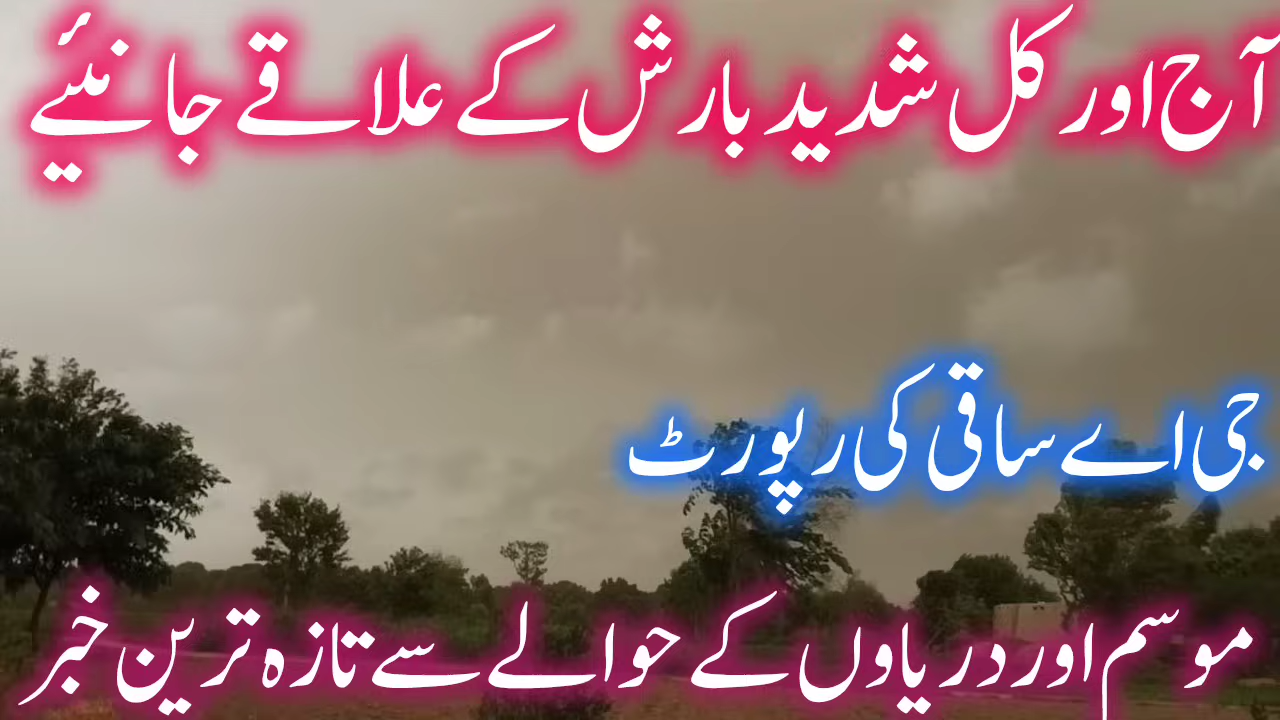 آج اور کل شدید بارش کے علاقے جانئیے
جی اے ساقی کی رپورٹ
موسم اور دریاوں کے حوالے سے تازہ ترین خبر